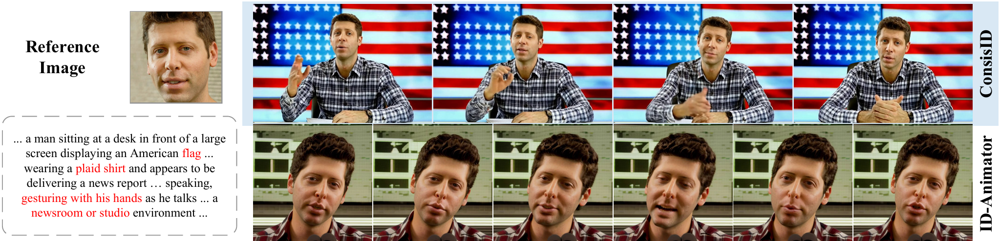 Reference
Image
... a man sitting at a desk in front of a large
screen displaying an American flag ...
wearing a plaid shirt and appears to be
delivering a news report … speaking,
gesturing with his hands as he talks ... a
newsroom or studio environment ...
ConsisID
ID-Animator